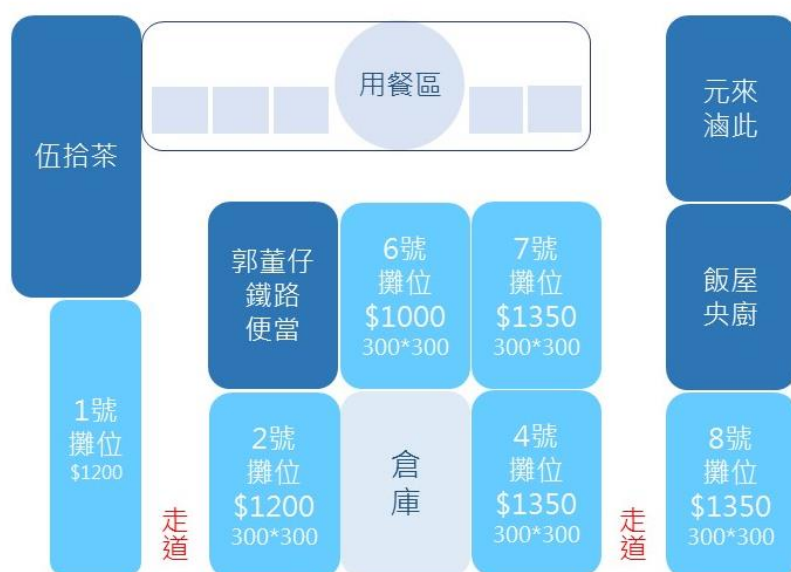 伍拾茶
用餐區
元來
滷此
郭董仔
鐵路
便當
6號
攤位
$1000
300*300
7號
攤位
$1350
300*300
飯屋
央廚
1號
攤位
$1200
走道
2號
攤位
$1200
300*300
倉庫
4號
攤位
$1350
300*300
走道
8號
攤位
$1350
300*300